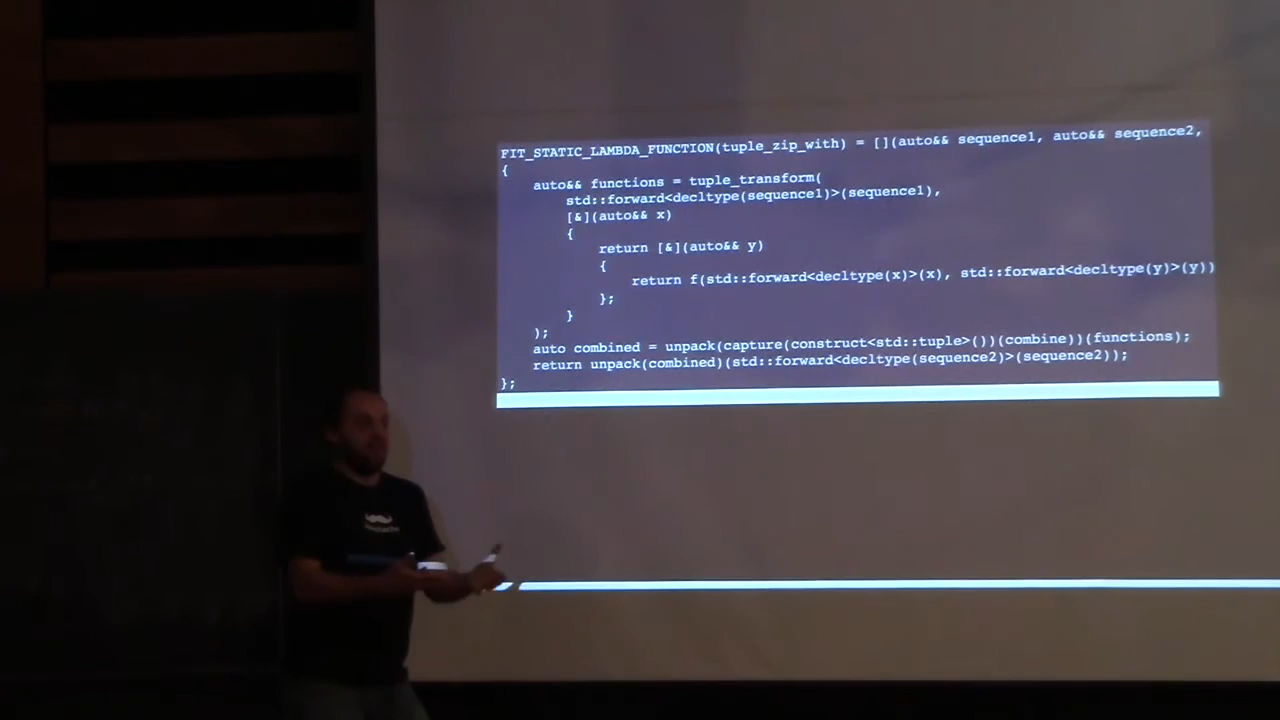 FIT_STATIC_LAMBDA_FUNCTION(tuple_zip_with) = [](auto&& sequence1, auto&& sequence2,
{
auto&& functions = tuple_transform(
std::forward<decltype(sequence1)>(sequence1),
[&](auto&& x)
{
return [&](auto&& y)
{
return f(std::forward<decltype(x)>(x), std::forward<decltype(y)>(y))
};
}
);
auto combined = unpack(capture(construct<std::tuple>())(combine))(functions);
return unpack(combined)(std::forward<decltype(sequence2)>(sequence2));
};